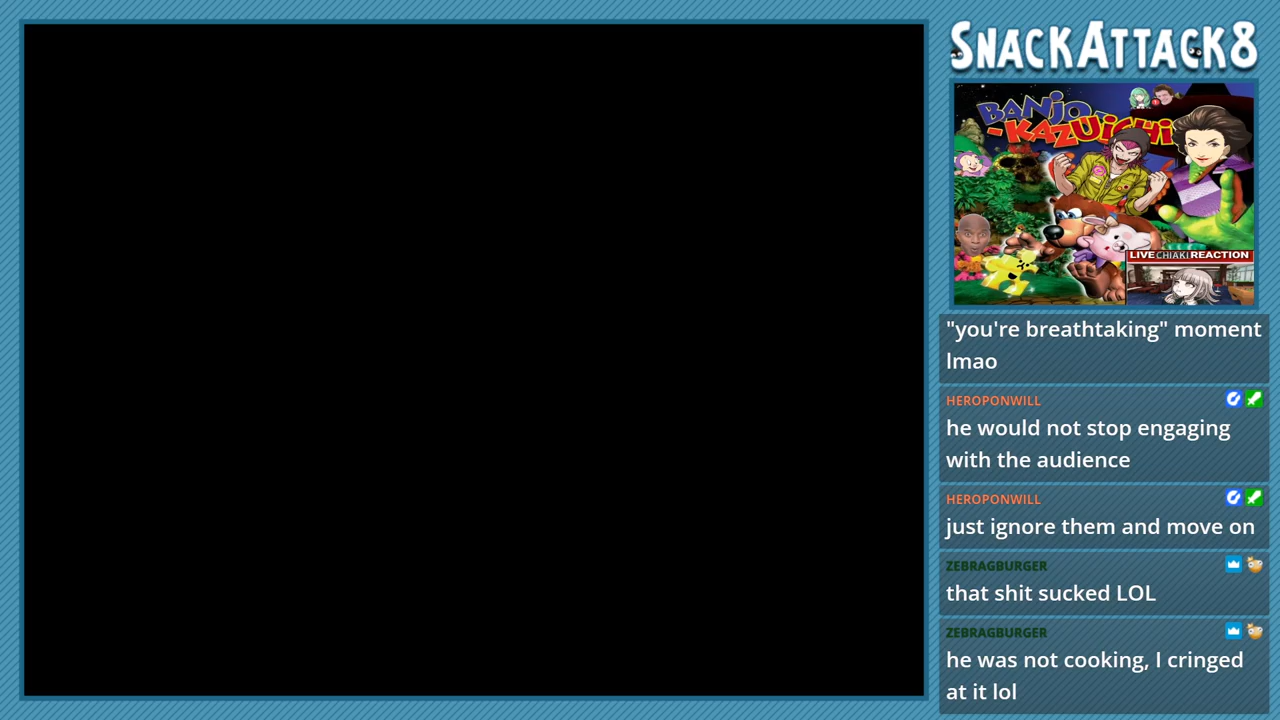 SNACKATTACK8
BANJO
-KAZUICHI
LIVE CHIAKI REACTION
"you're breathtaking" moment
lmao
HEROPONWILL
he would not stop engaging
with the audience
HEROPONWILL
just ignore them and move on
ZEBRAGBURGER
that shit sucked LOL
ZEBRAGBURGER
he was not cooking, I cringed
at it lol